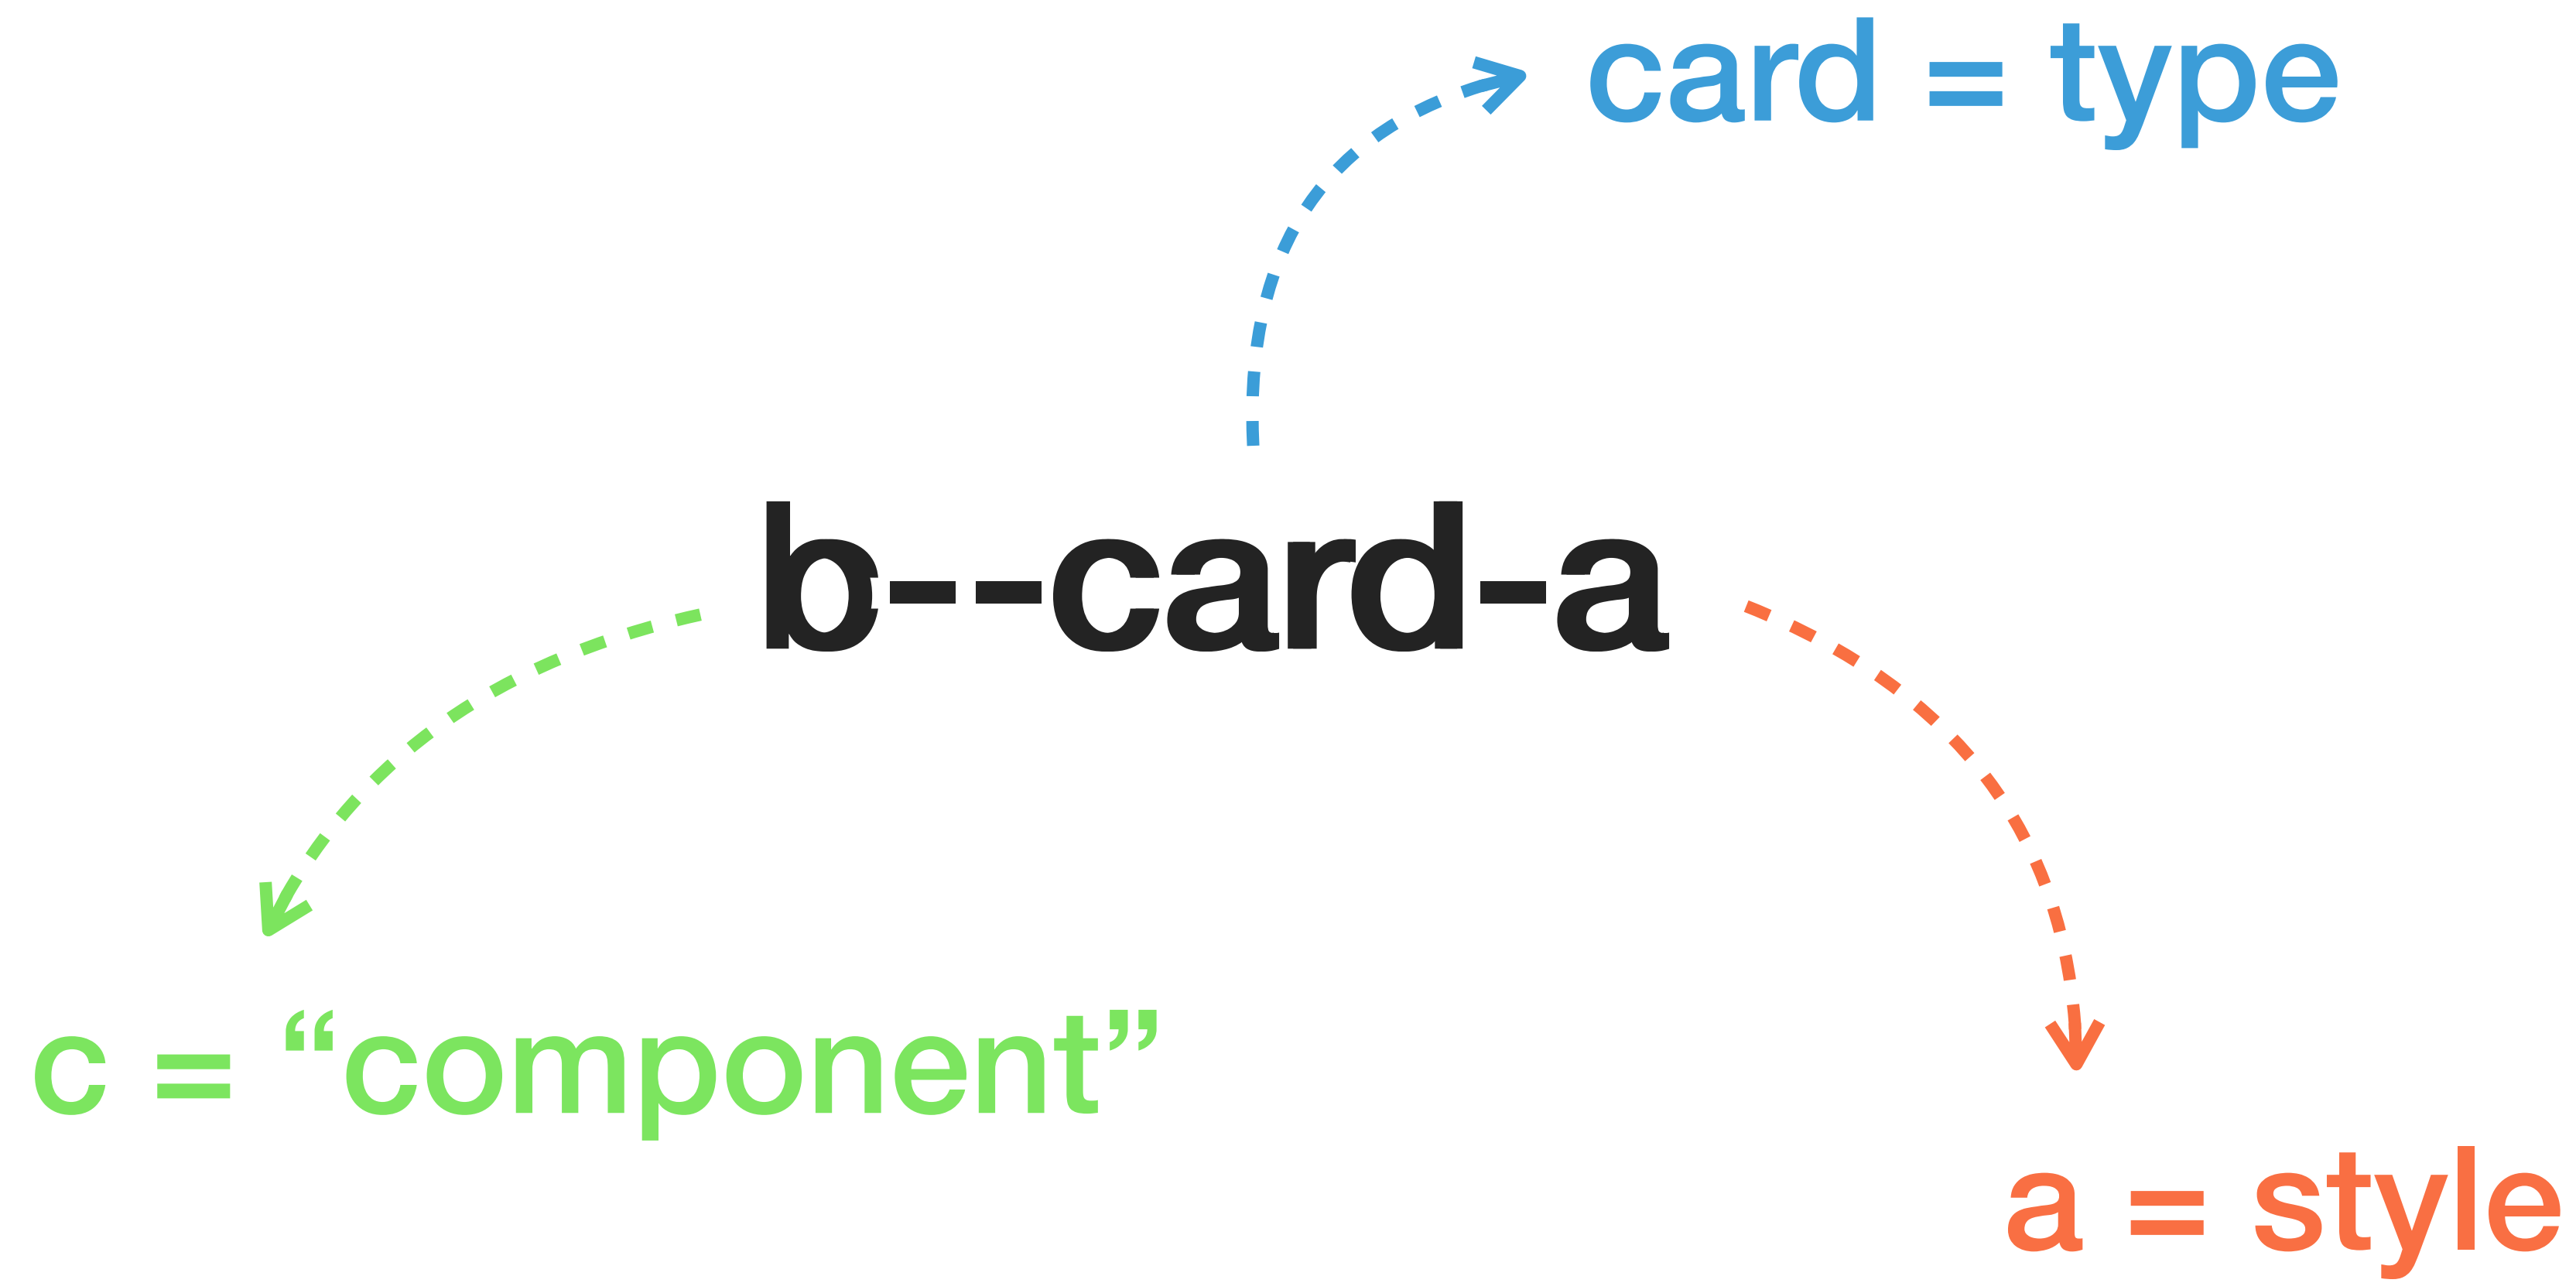 card = type
b--card-a
c = “component”
a = style